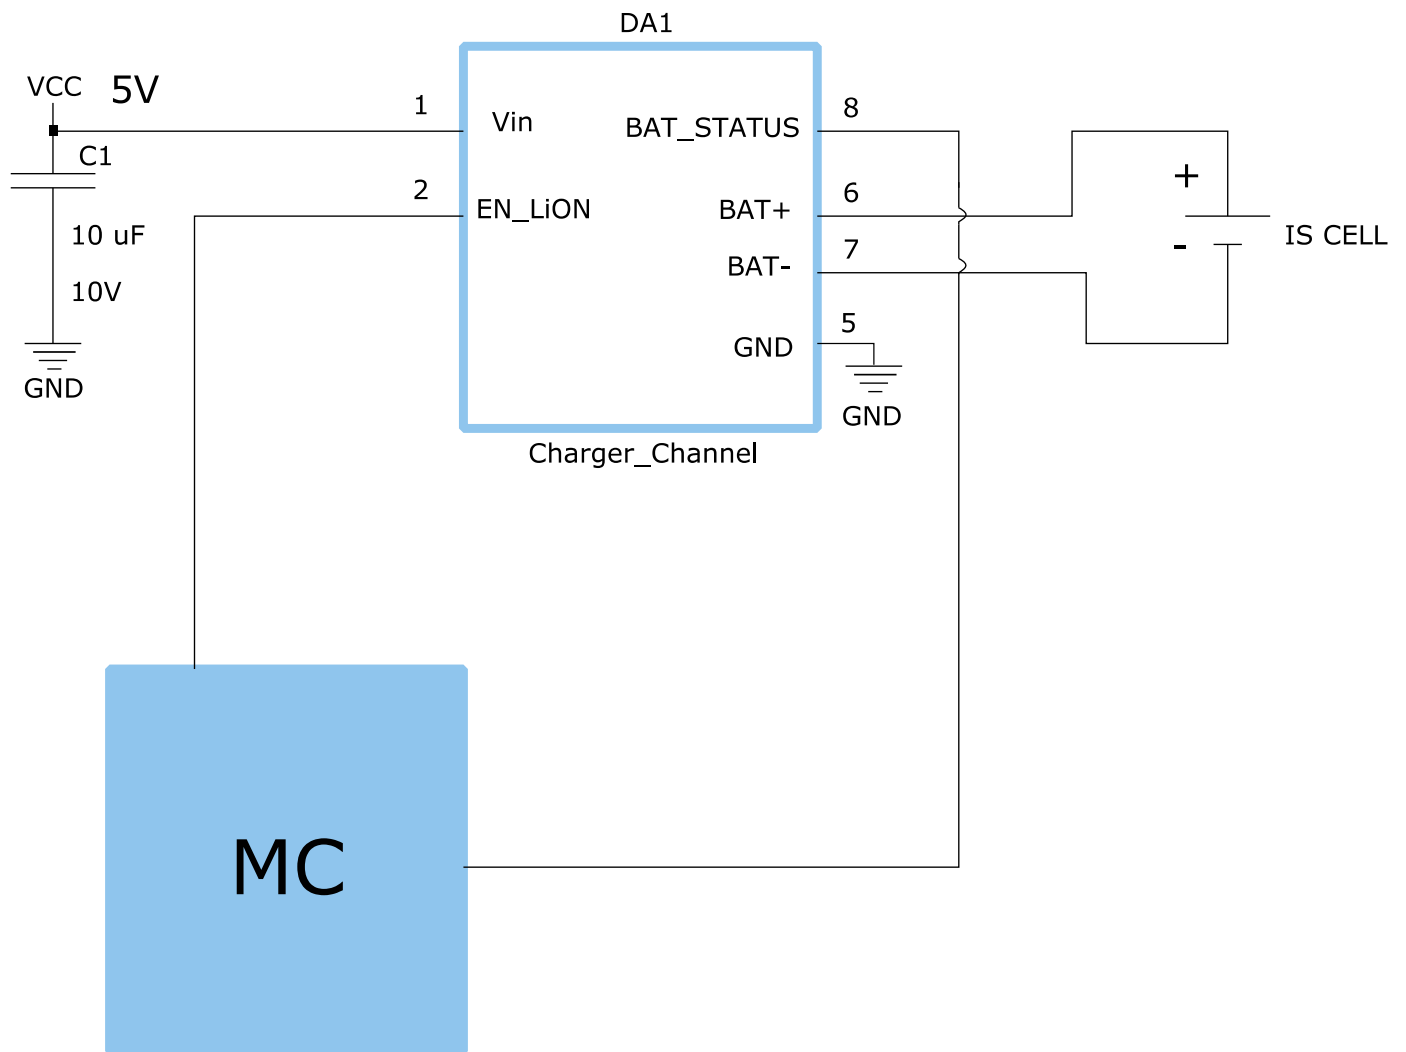 DA1
VCC 5V
1
Vin
BAT_STATUS
8
C1
2
EN_LiON
BAT+
6
+
10 uF
7
-
IS CELL
BAT-
10V
5
GND
GND
GND
Charger_Channel
MC